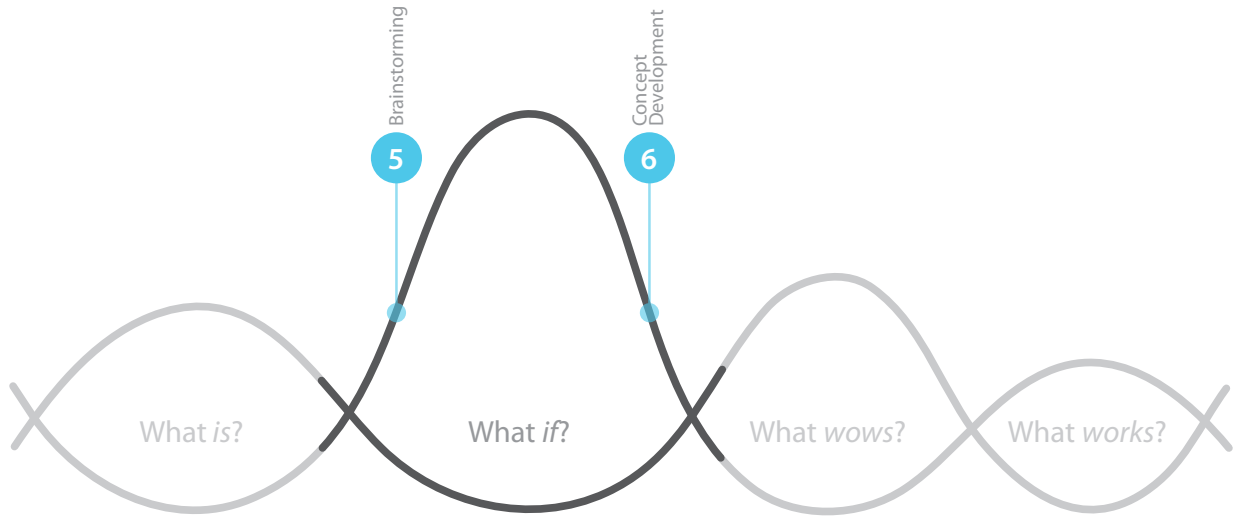 Brainstorming
Concept
Development
5
6
What is?
What if?
What wows?
What works?